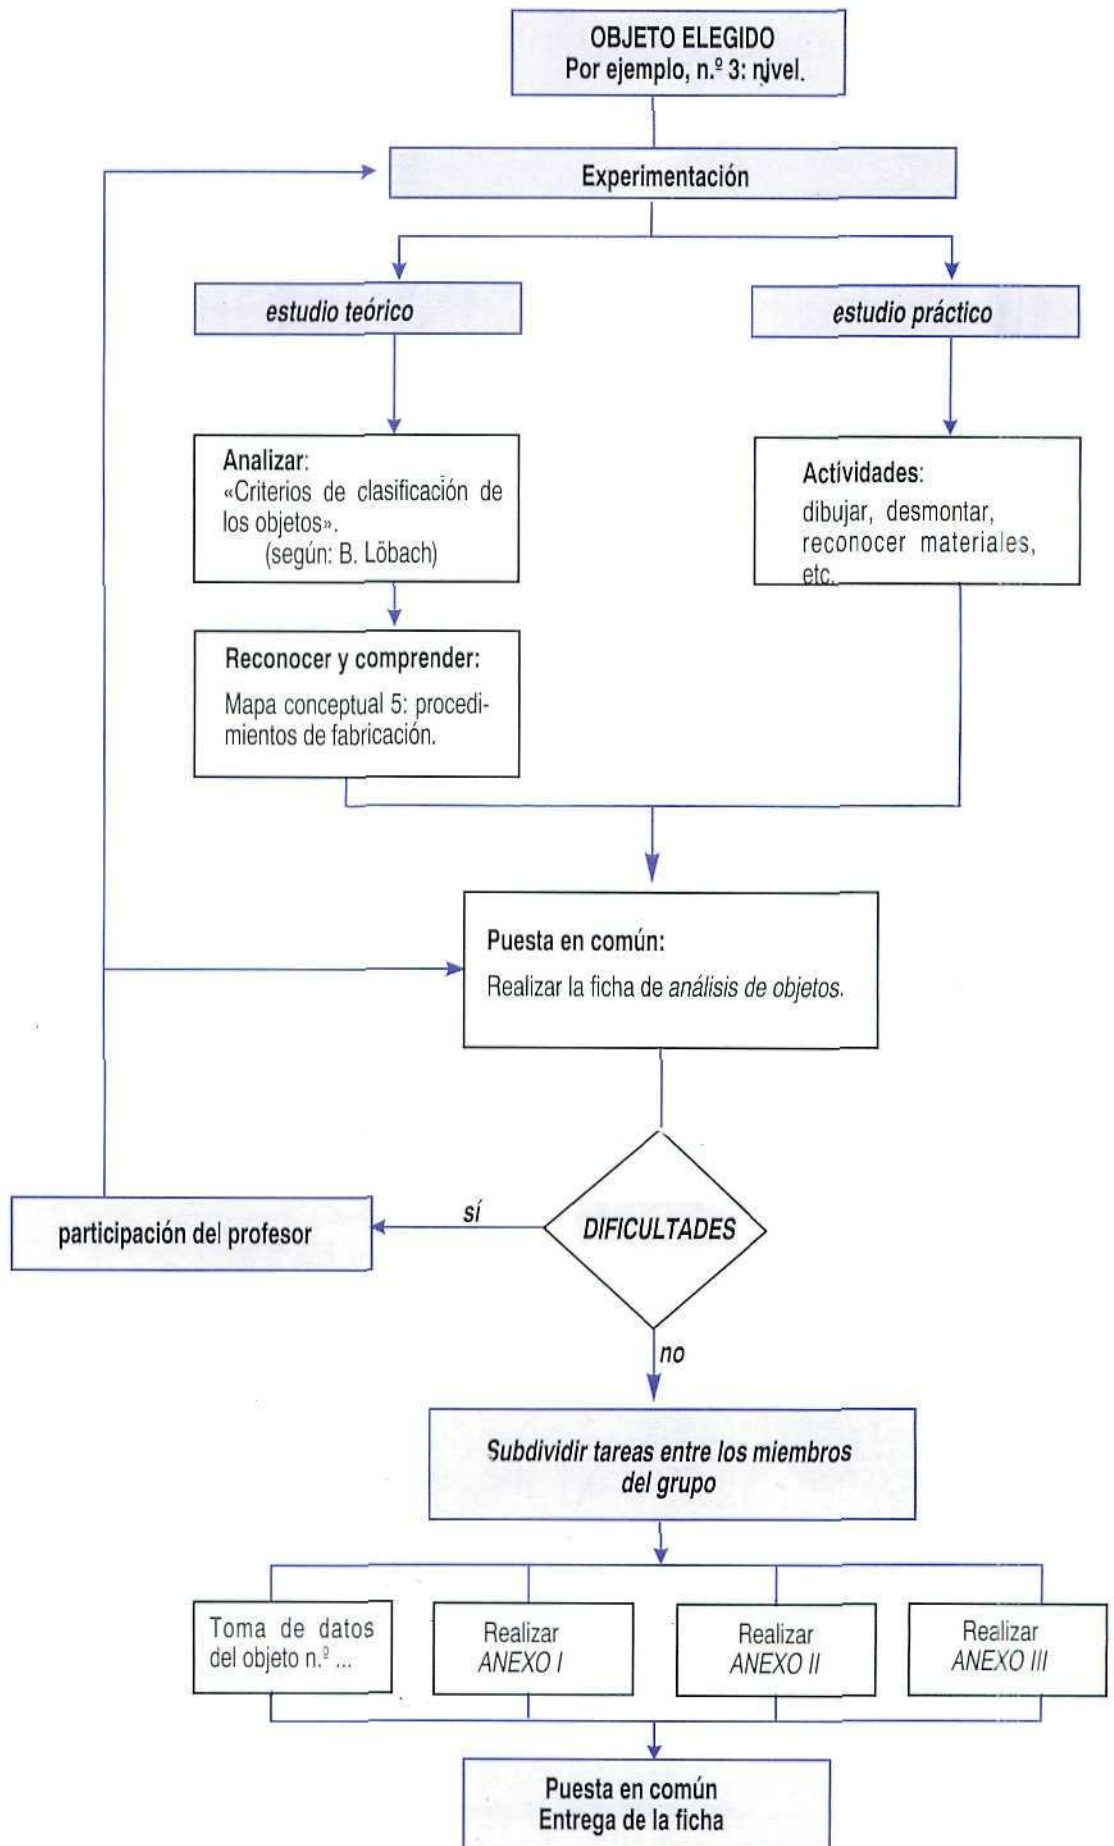 OBJETO ELEGIDO
Por ejemplo, n.º 3: nivel.
Experimentación
estudio teórico
estudio práctico
Analizar:
«Criterios de clasificación de
los objetos».
(según: B. Löbach)
Actividades:
dibujar, desmontar,
reconocer materiales,
etc.
Reconocer y comprender:
Mapa conceptual 5: procedi-
mientos de fabricación.
Puesta en común:
Realizar la ficha de análisis de objetos.
participación del profesor
sí
DIFICULTADES
no
Subdividir tareas entre los miembros
del grupo
Toma de datos
del objeto n.º ...
Realizar
ANEXO I
Realizar
ANEXO II
Realizar
ANEXO III
Puesta en común
Entrega de la ficha